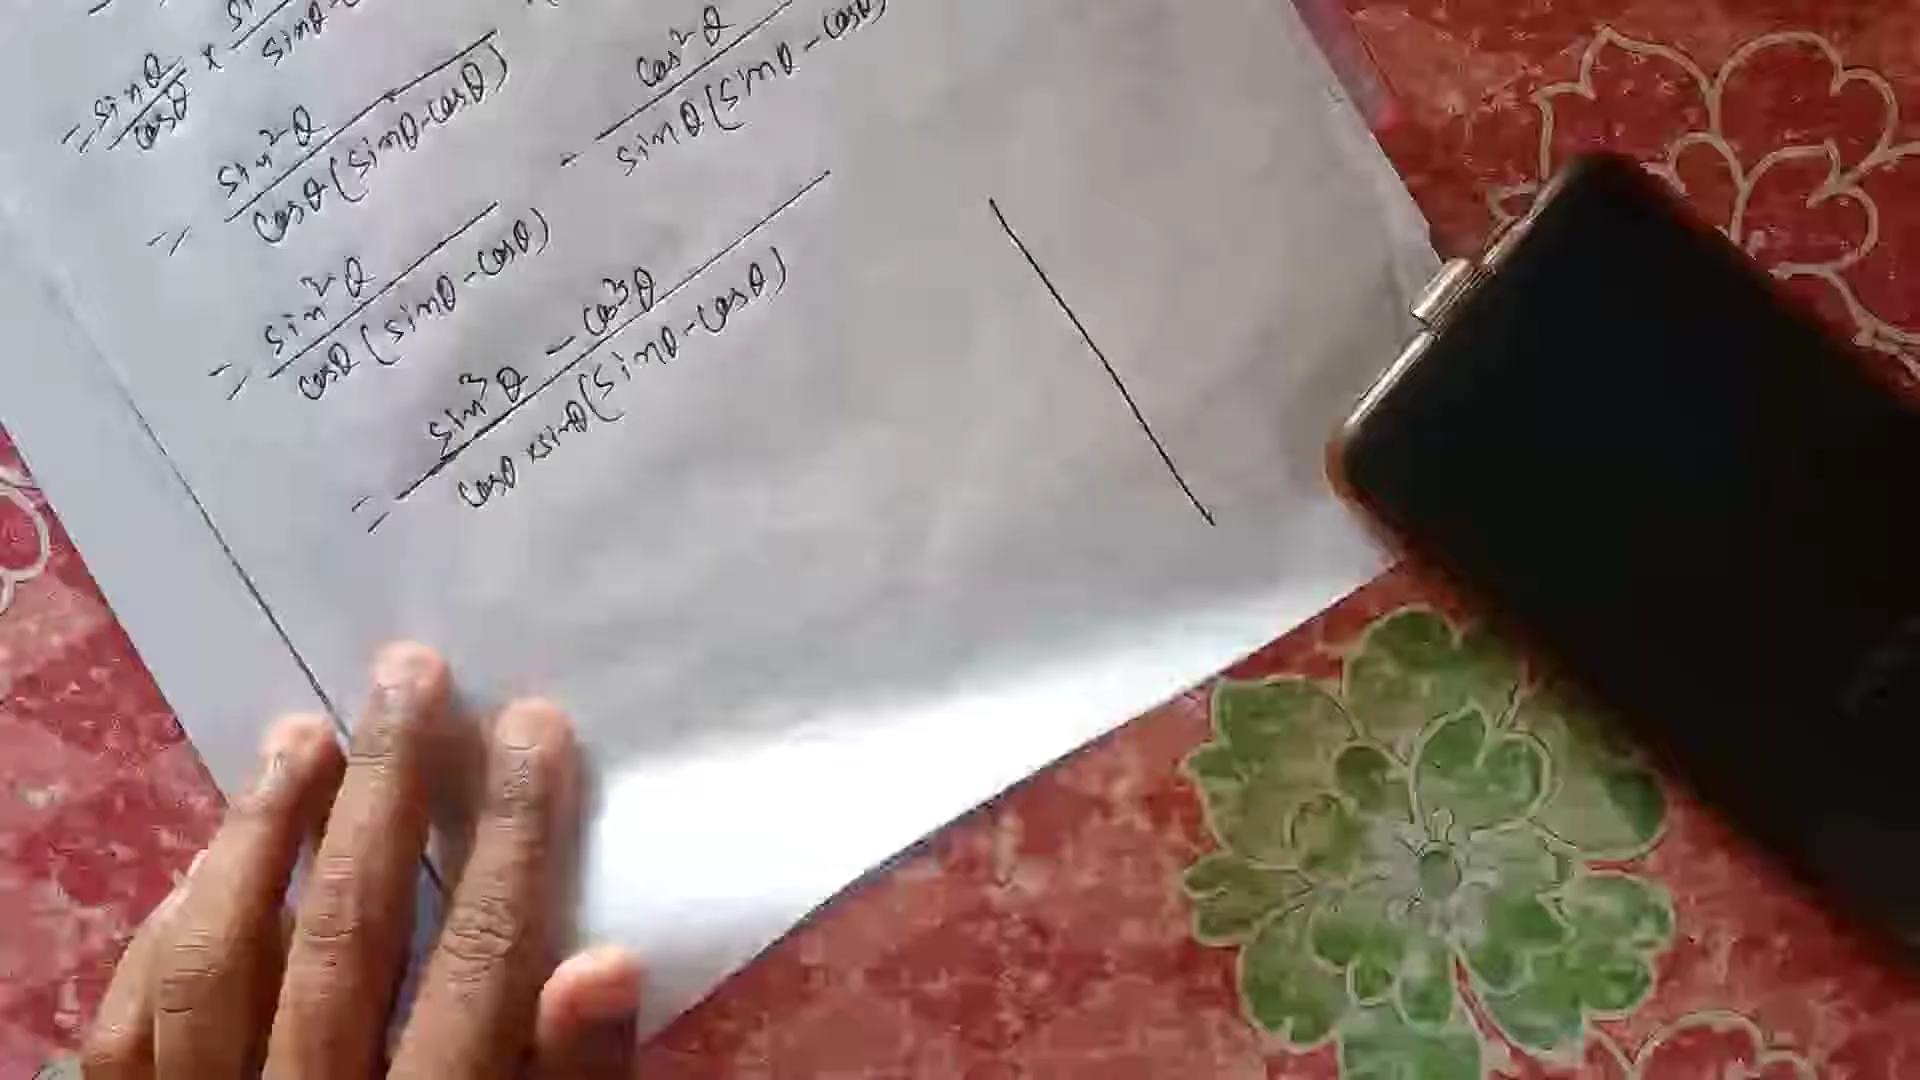 = sinθ/cosθ × sinθ-
= sin²θ/cosθ(sinθ-cosθ)
= sin²θ/cosθ(sinθ-cosθ) - cos²θ/sinθ(sinθ-cosθ)
= sin³θ - cos³θ/cosθ×sinθ(sinθ-cosθ)